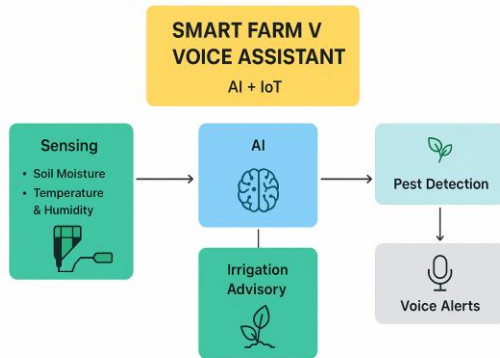 SMART FARM V
VOICE ASSISTANT
AI + IoT
Sensing
• Soil Moisture
• Temperature
& Humidity
AI
Pest Detection
Irrigation
Advisory
Voice Alerts